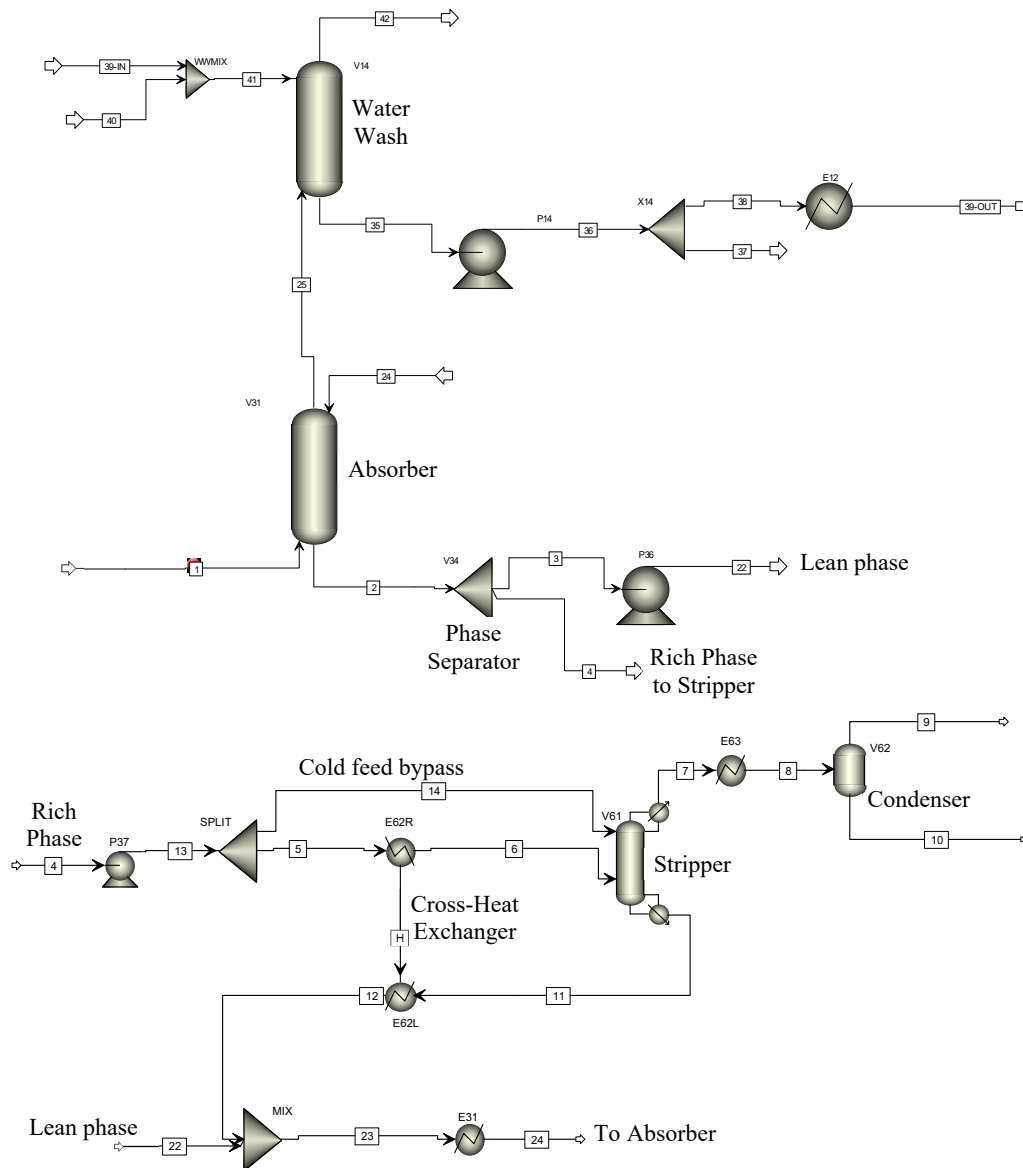 42
39-IN
WWMIX
41
V14
40
Water
Wash
E12
X14
38
39-OUT
35
P14
36
37
25
24
V31
Absorber
1
2
V34
3
P36
22
Lean phase
Phase
Separator
4
Rich Phase
to Stripper
9
E63
V62
7
8
Cold feed bypass
14
Condenser
Rich
Phase
SPLIT
E62R
V61
4
P37
13
5
6
Stripper
10
Cross-Heat
Exchanger
H
12
11
E62L
MIX
Lean phase
22
23
E31
24
To Absorber